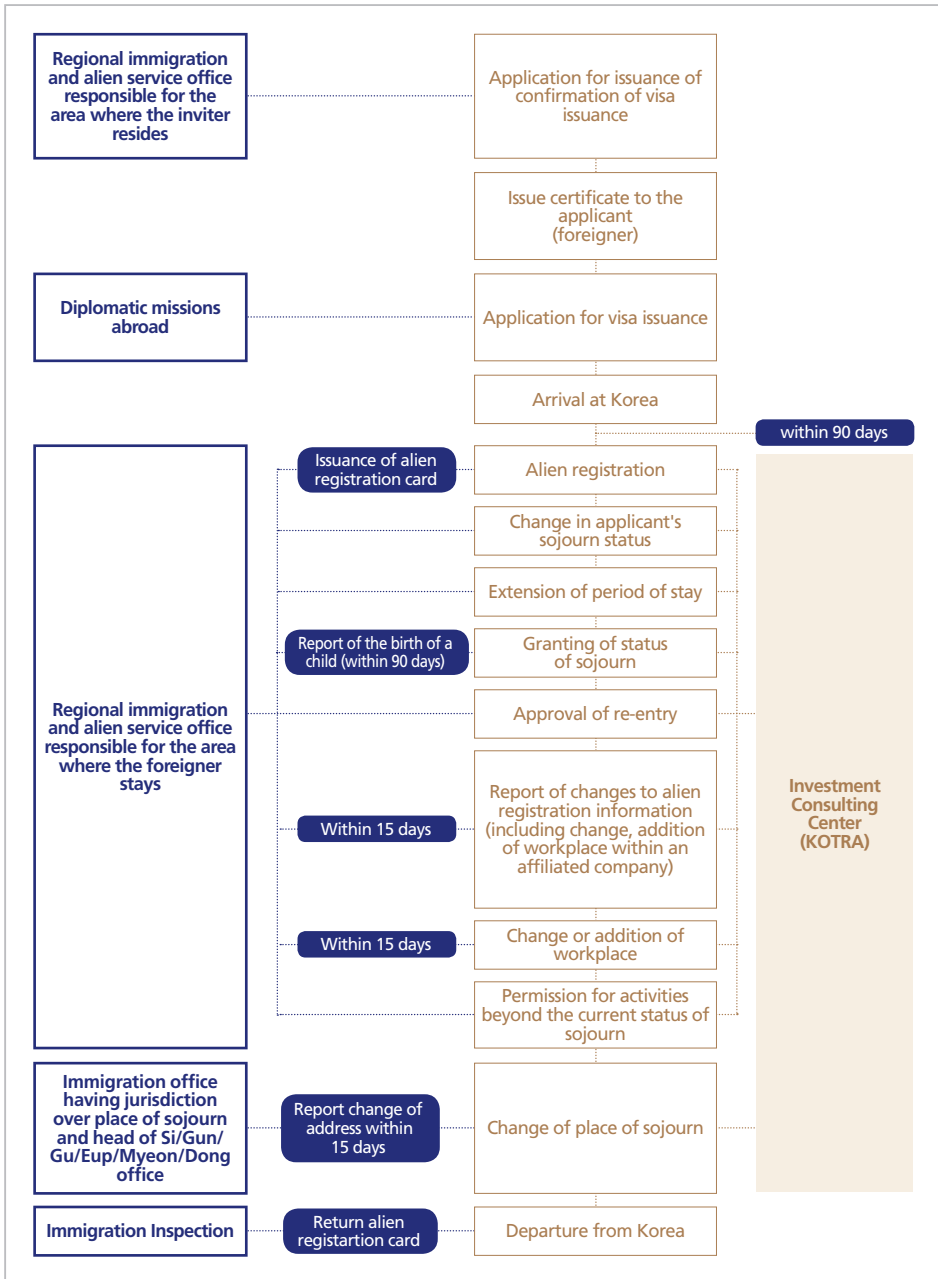 Regional immigration
and alien service office
responsible for the
area where the inviter
resides
Application for issuance of
confirmation of visa
issuance
Issue certificate to the
applicant
(foreigner)
Diplomatic missions
abroad
Application for visa issuance
Arrival at Korea
within 90 days
Regional immigration
and alien service office
responsible for the area
where the foreigner
stays
Issuance of alien
registration card
Alien registration
Change in applicant's
sojourn status
Extension of period of stay
Report of the birth of a
child (within 90 days)
Granting of status
of sojourn
Approval of re-entry
Within 15 days
Report of changes to alien
registration information
(including change, addition
of workplace within an
affiliated company)
Within 15 days
Change or addition of
workplace
Permission for activities
beyond the current status of
sojourn
Investment
Consulting
Center
(KOTRA)
Immigration office
having jurisdiction
over place of sojourn
and head of Si/Gun/
Gu/Eup/Myeon/Dong
office
Report change of
address within
15 days
Change of place of sojourn
Immigration Inspection
Return alien
registartion card
Departure from Korea